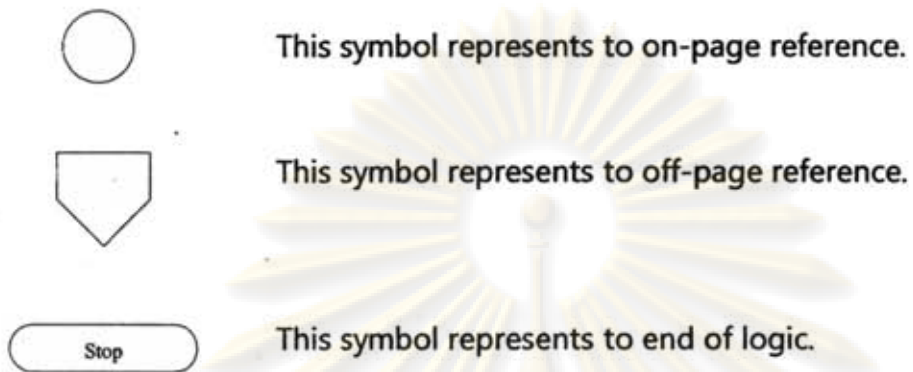 This symbol represents to on-page reference.
This symbol represents to off-page reference.
Stop
This symbol represents to end of logic.